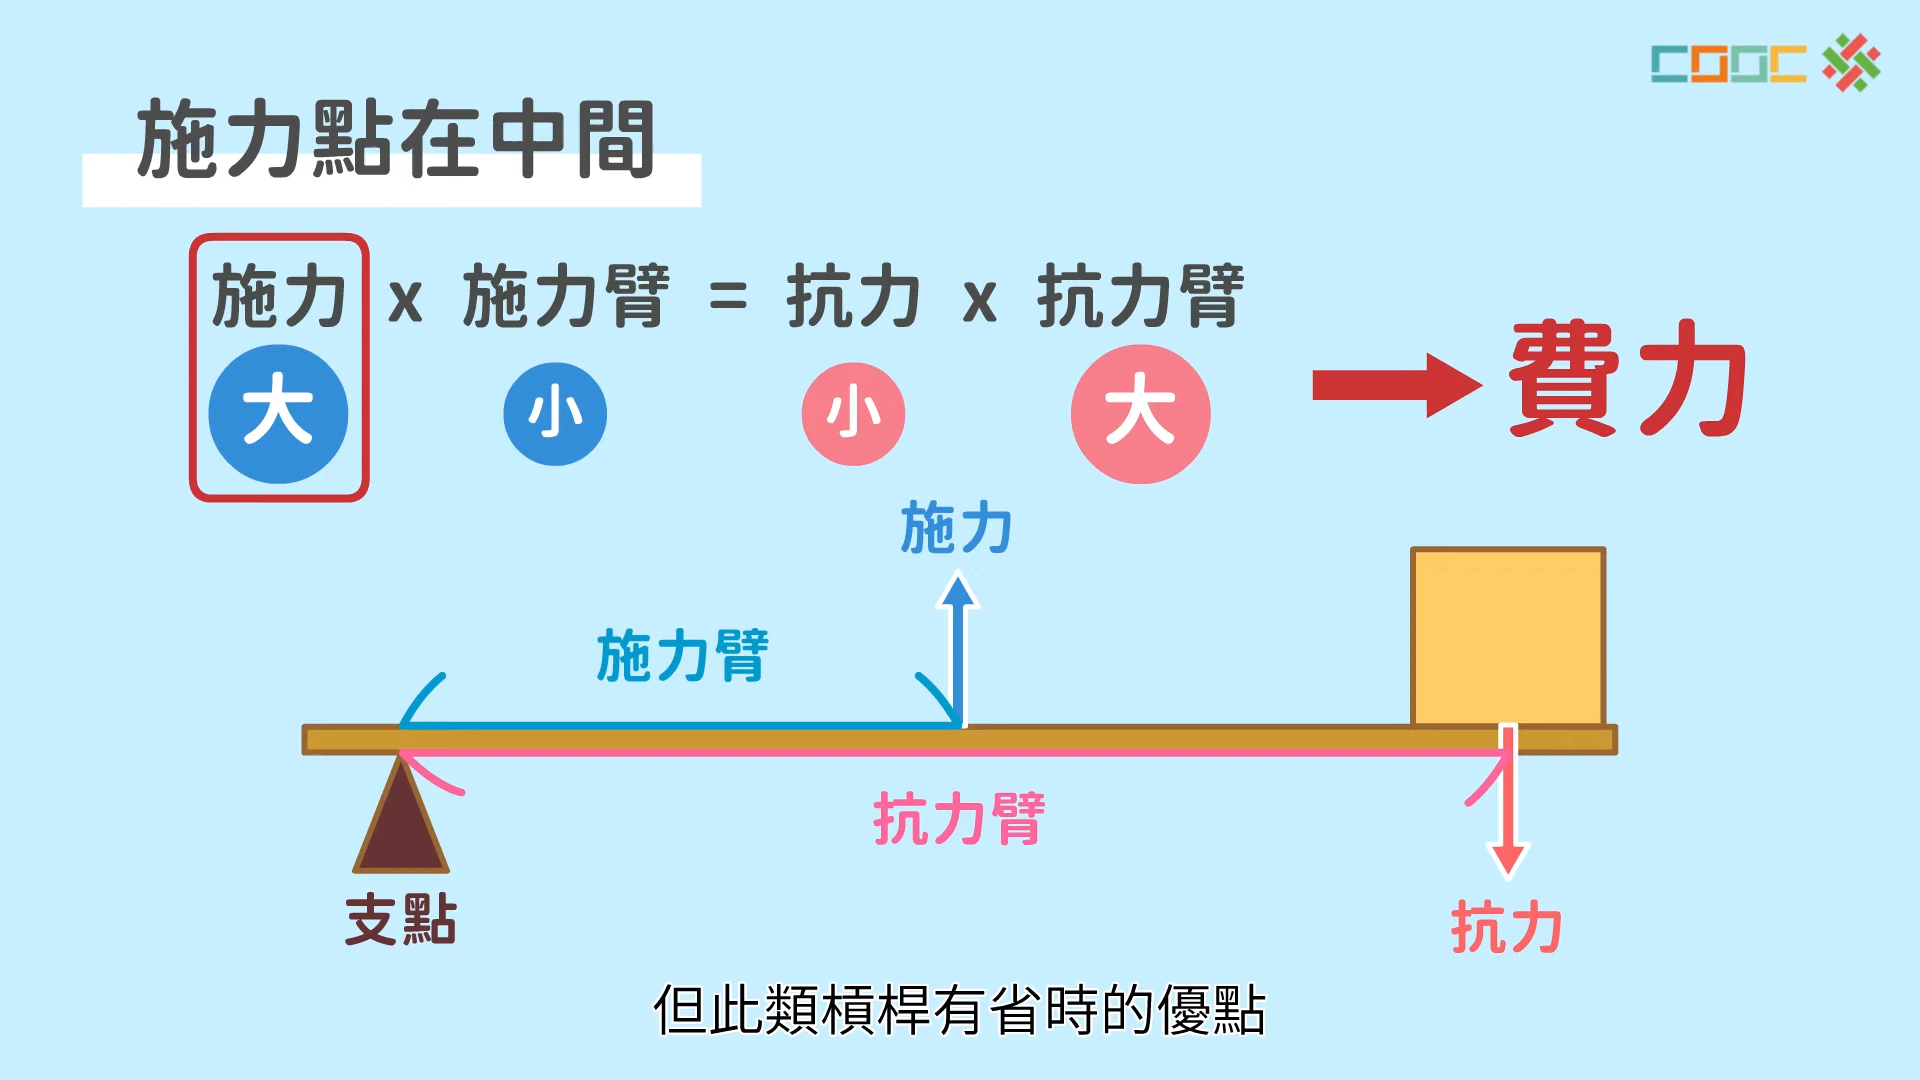 COOC
施力點在中間
施力 x 施力臂 = 抗力 x 抗力臂
大 小 小 大
費力
施力
施力臂
抗力臂
支點
抗力
但此類槓桿有省時的優點